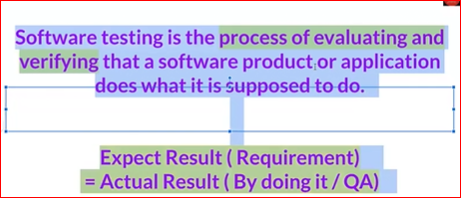 Software testing is the process of evaluating and
verifying that a software product or application
does what it is supposed to do.
Expect Result ( Requirement)
= Actual Result ( By doing it / QA)